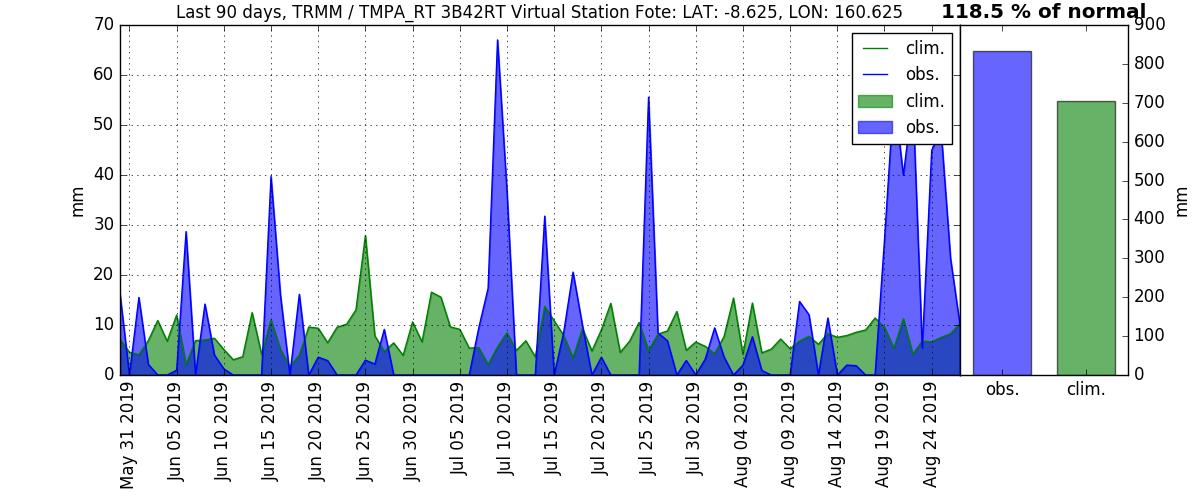 Last 90 days, TRMM / TMPA_RT 3B42RT Virtual Station Fote: LAT: -8.625, LON: 160.625
118.5 % of normal
clim.
obs.
clim.
obs.
70
60
50
40
30
20
10
0
mm
900
800
700
600
500
400
300
200
100
0
mm
May 31 2019
Jun 05 2019
Jun 10 2019
Jun 15 2019
Jun 20 2019
Jun 25 2019
Jun 30 2019
Jul 05 2019
Jul 10 2019
Jul 15 2019
Jul 20 2019
Jul 25 2019
Jul 30 2019
Aug 04 2019
Aug 09 2019
Aug 14 2019
Aug 19 2019
Aug 24 2019
obs.
clim.